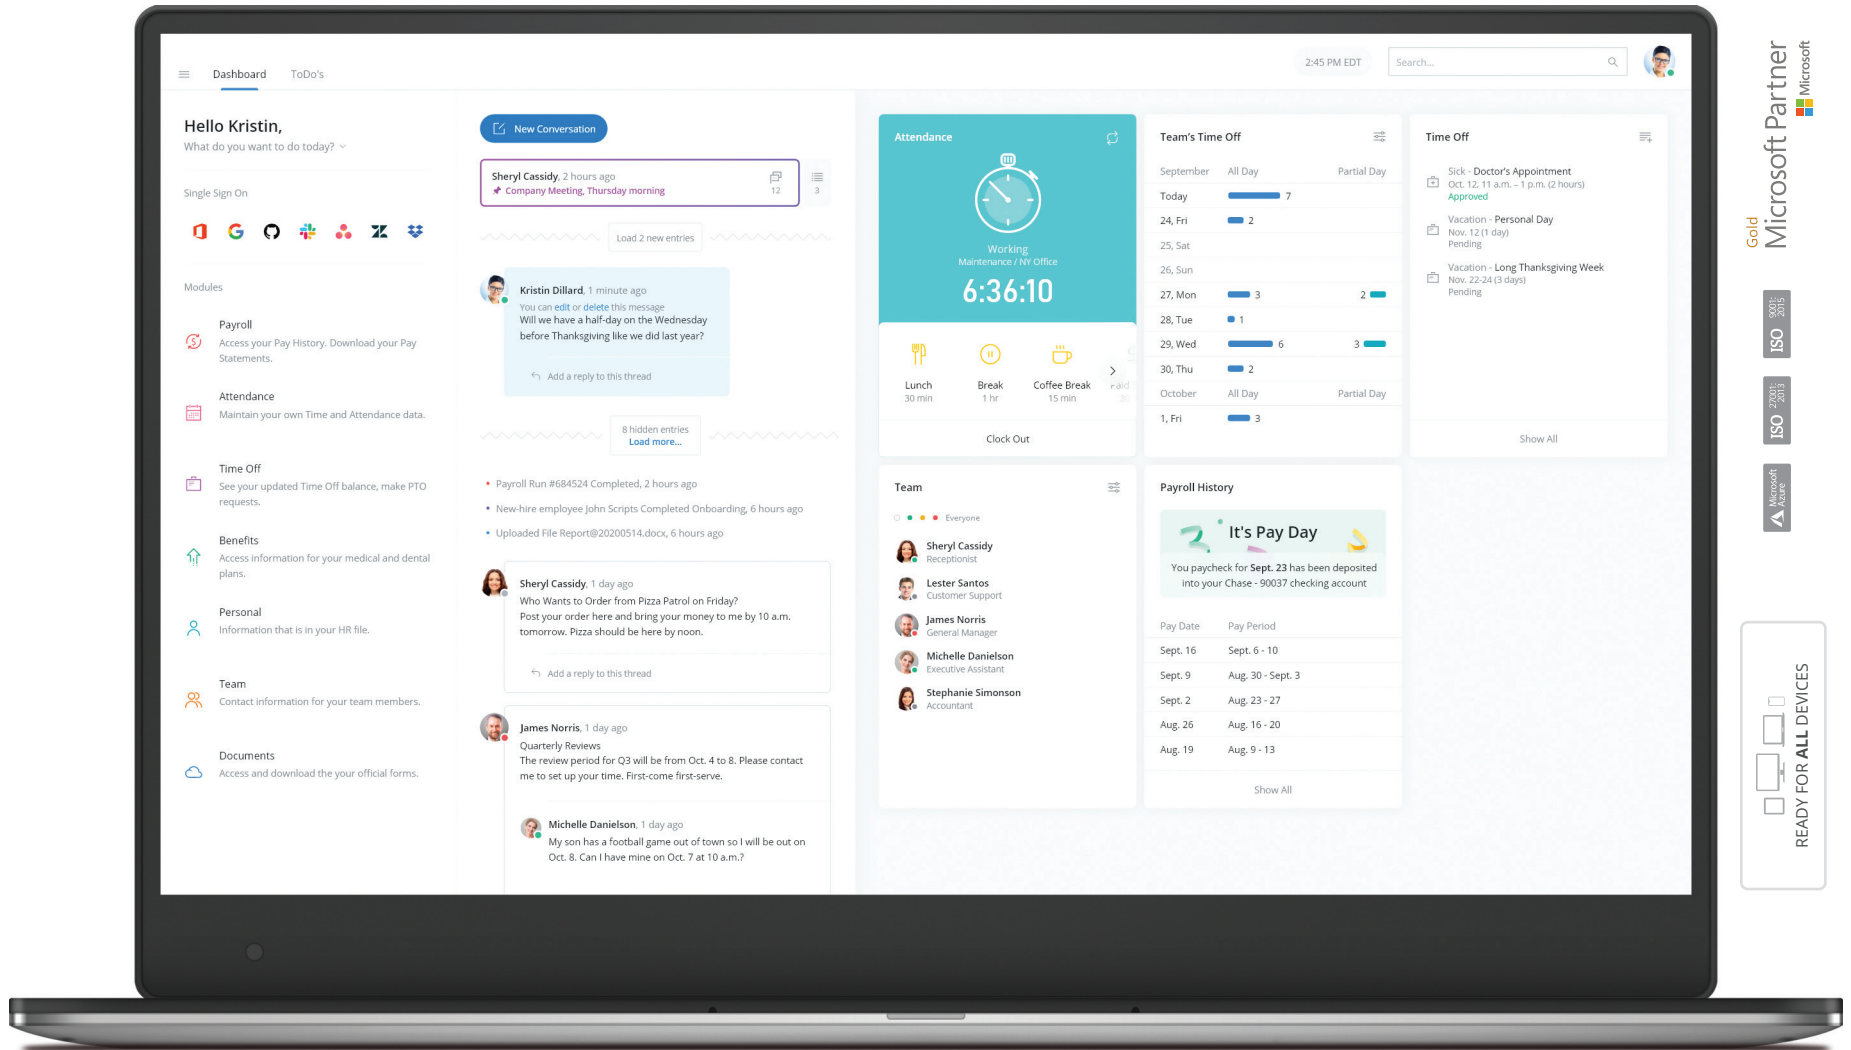 Dashboard
ToDo's
2:45 PM EDT
Search...
Hello Kristin,
What do you want to do today?
Single Sign On
Modules
Payroll
Access your Pay History. Download your Pay
Statements.
Attendance
Maintain your own Time and Attendance data.
Time Off
See your updated Time Off balance, make PTO
requests.
Benefits
Access information for your medical and dental
plans.
Personal
Information that is in your HR file.
Team
Contact information for your team members.
Documents
Access and download the your official forms.
New Conversation
Sheryl Cassidy, 2 hours ago
Company Meeting, Thursday morning
12
3
Load 2 new entries
Kristin Dillard, 1 minute ago
You can edit or delete this message
Will we have a half-day on the Wednesday
before Thanksgiving like we did last year?
Add a reply to this thread
8 hidden entries
Load more...
Payroll Run #684524 Completed, 2 hours ago
New-hire employee John Scripts Completed Onboarding, 6 hours ago
Uploaded File Report@20200514.docx, 6 hours ago
Sheryl Cassidy, 1 day ago
Who Wants to Order from Pizza Patrol on Friday?
Post your order here and bring your money to me by 10 a.m.
tomorrow. Pizza should be here by noon.
Add a reply to this thread
James Norris, 1 day ago
Quarterly Reviews
The review period for Q3 will be from Oct. 4 to 8. Please contact
me to set up your time. First-come first-serve.
Michelle Danielson, 1 day ago
My son has a football game out of town so I will be out on
Oct. 8. Can I have mine on Oct. 7 at 10 a.m.?
Attendance
Working
Maintenance / NY Office
6:36:10
Lunch
30 min
Break
1 hr
Coffee Break
15 min
Paid
30
Clock Out
Team's Time Off
September All Day Partial Day
Today 7
24, Fri 2
25, Sat
26, Sun
27, Mon 3 2
28, Tue 1
29, Wed 6 3
30, Thu 2
October All Day Partial Day
1, Fri 3
Time Off
Sick - Doctor's Appointment
Oct. 12, 11 a.m. – 1 p.m. (2 hours)
Approved
Vacation - Personal Day
Nov. 12 (1 day)
Pending
Vacation - Long Thanksgiving Week
Nov. 22-24 (3 days)
Pending
Show All
Team
Everyone
Sheryl Cassidy
Receptionist
Lester Santos
Customer Support
James Norris
General Manager
Michelle Danielson
Executive Assistant
Stephanie Simonson
Accountant
Payroll History
It's Pay Day
You paycheck for Sept. 23 has been deposited
into your Chase - 90037 checking account
Pay Date Pay Period
Sept. 16 Sept. 6 - 10
Sept. 9 Aug. 30 - Sept. 3
Sept. 2 Aug. 23 - 27
Aug. 26 Aug. 16 - 20
Aug. 19 Aug. 9 - 13
Show All
Gold
Microsoft Partner
Microsoft
ISO 9001:
2015
ISO 27001:
2013
Microsoft
Azure
READY FOR ALL DEVICES